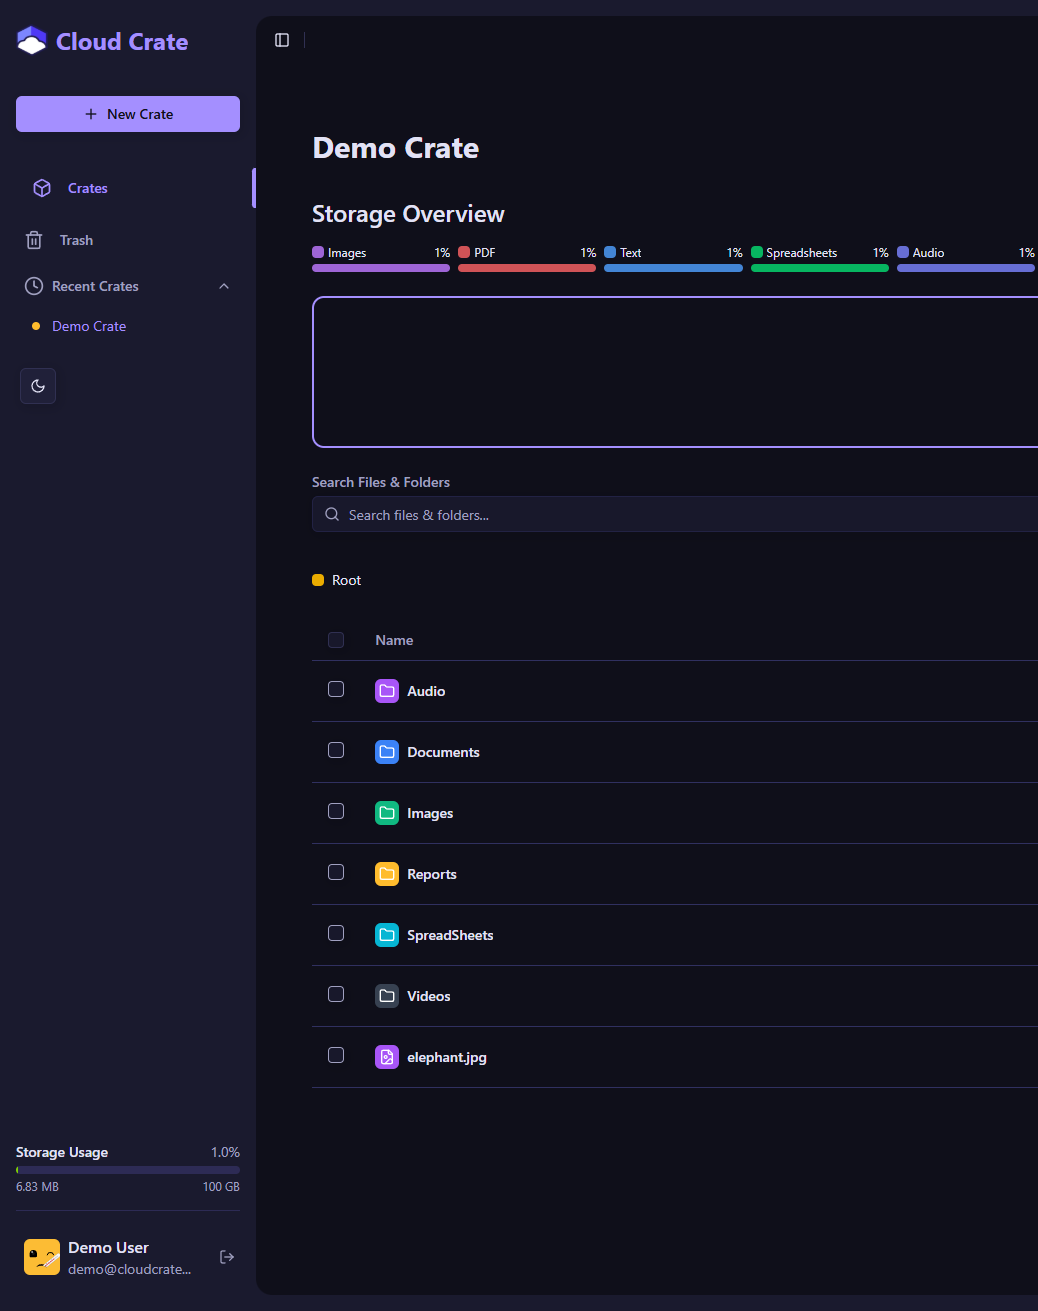 Cloud Crate
New Crate
Crates
Trash
Recent Crates
Demo Crate
Storage Usage 1.0%
6.83 MB 100 GB
Demo User
demo@cloudcrate...
Demo Crate
Storage Overview
Images 1% PDF 1% Text 1% Spreadsheets 1% Audio 1%
Search Files & Folders
Search files & folders...
Root
Name
Audio
Documents
Images
Reports
SpreadSheets
Videos
elephant.jpg